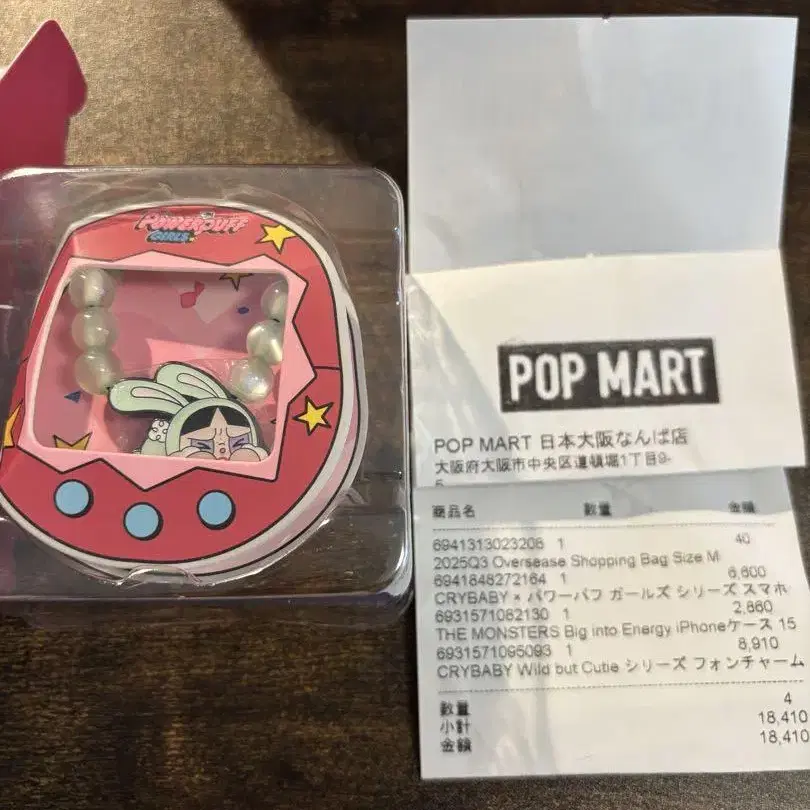 POWERPUFF
GIRLS
POP MART
POP MART 日本大阪なんば店
大阪府大阪市中央区道頓堀1丁目9-
商品名 数量 金額
6941313023208 1 40
2025Q3 Oversease Shopping Bag Size M
6941848272164 1 6,600
CRYBABY × パワーパフ ガールズ シリーズ スマホ
6931571082130 1 2,860
THE MONSTERS Big into Energy iPhoneケース 15
6931571095093 1 8,910
CRYBABY Wild but Cutie シリーズ フォンチャーム
数量 4
小計 18,410
金額 18,410